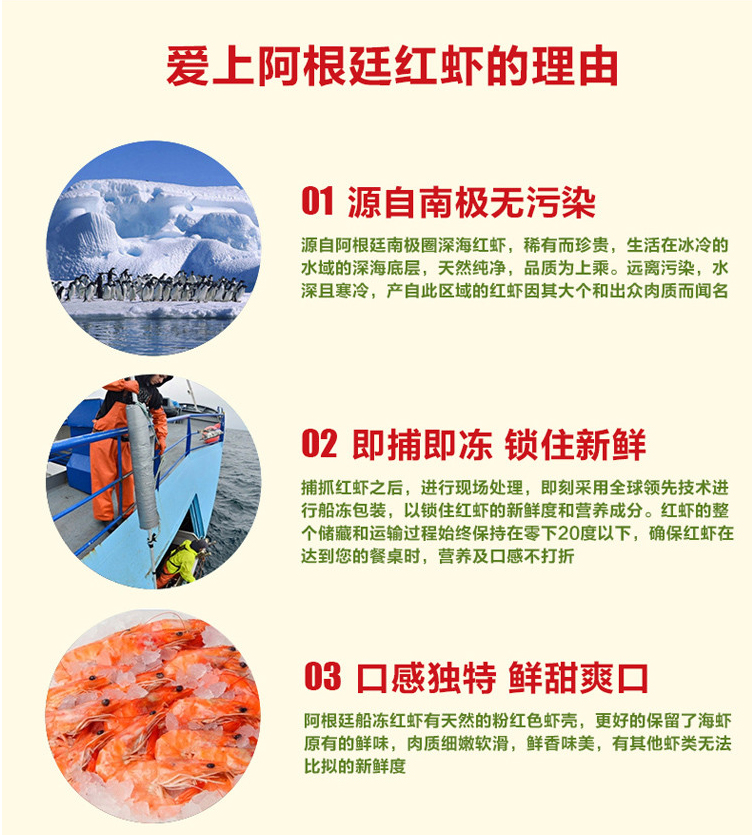 爱上阿根廷红虾的理由
01 源自南极无污染
源自阿根廷南极圈深海红虾，稀有而珍贵，生活在冰冷的
水域的深海底层，天然纯净，品质为上乘。远离污染，水
深且寒冷，产自此区域的红虾因其大个和出众肉质而闻名
02 即捕即冻 锁住新鲜
捕抓红虾之后，进行现场处理，即刻采用全球领先技术进
行船冻包装，以锁住红虾的新鲜度和营养成分。红虾的整
个储藏和运输过程始终保持在零下20度以下，确保红虾在
达到您的餐桌时，营养及口感不打折
03 口感独特 鲜甜爽口
阿根廷船冻红虾有天然的粉红色虾壳，更好的保留了海虾
原有的鲜味，肉质细嫩软滑，鲜香味美，有其他虾类无法
比拟的新鲜度